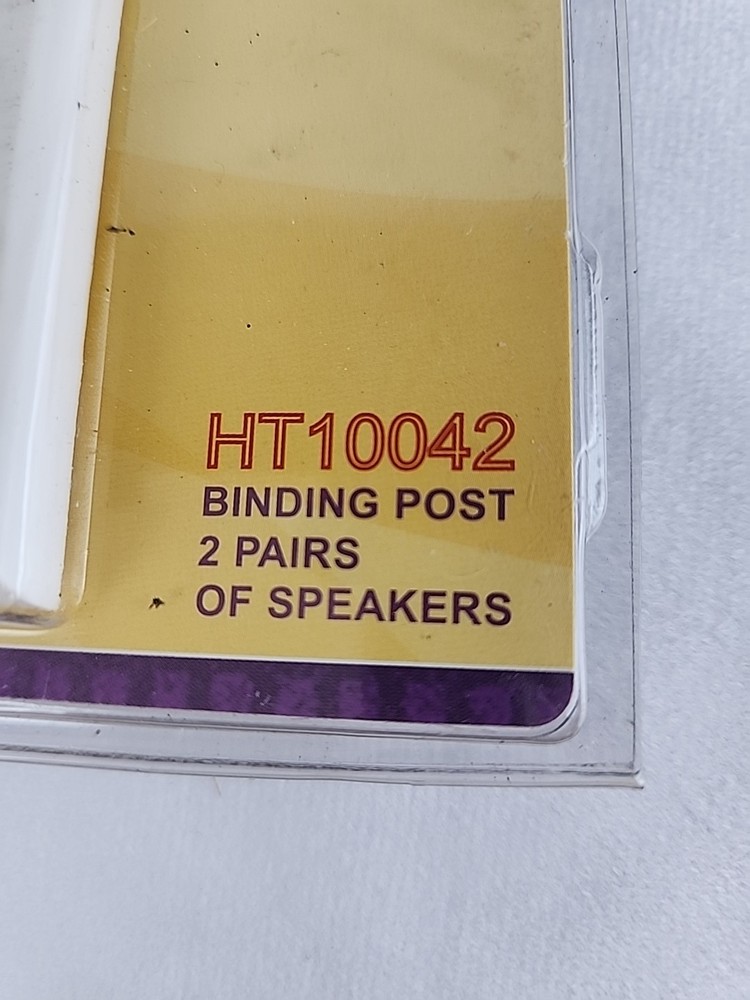 HT10042
BINDING POST
2 PAIRS
OF SPEAKERS